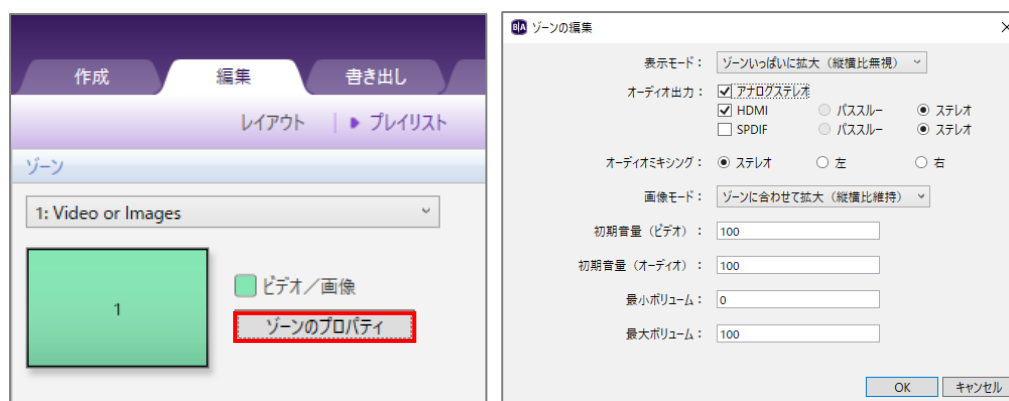 作成
編集
書き出し
レイアウト
プレイリスト
ゾーン
1: Video or Images
1
ビデオ／画像
ゾーンのプロパティ
BA ゾーンの編集
表示モード： ゾーンいっぱいに拡大（縦横比無視）
オーディオ出力： アナログステレオ
HDMI パススルー ステレオ
SPDIF パススルー ステレオ
オーディオミキシング： ステレオ 左 右
画像モード： ゾーンに合わせて拡大（縦横比維持）
初期音量（ビデオ）： 100
初期音量（オーディオ）： 100
最小ボリューム： 0
最大ボリューム： 100
OK キャンセル